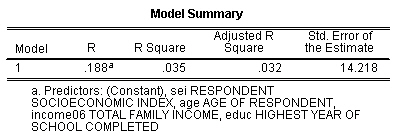 Model Summary
Model R R Square Adjusted R Square Std. Error of the Estimate
1 .188a .035 .032 14.218
a. Predictors: (Constant), sei RESPONDENT
SOCIOECONOMIC INDEX, age AGE OF RESPONDENT,
income06 TOTAL FAMILY INCOME, educ HIGHEST YEAR OF
SCHOOL COMPLETED